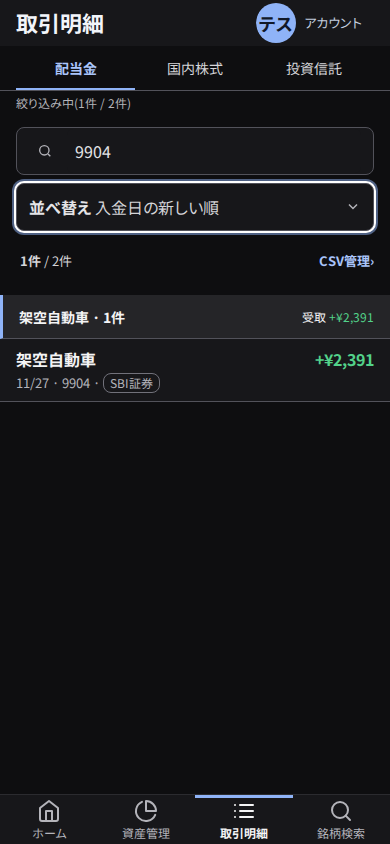 取引明細
テス アカウント
配当金 国内株式 投資信託
絞り込み中(1件 / 2件)
9904
並べ替え 入金日の新しい順
1件 / 2件 CSV管理›
架空自動車・1件 受取 +¥2,391
架空自動車 +¥2,391
11/27・9904・SBI証券
ホーム 資産管理 取引明細 銘柄検索